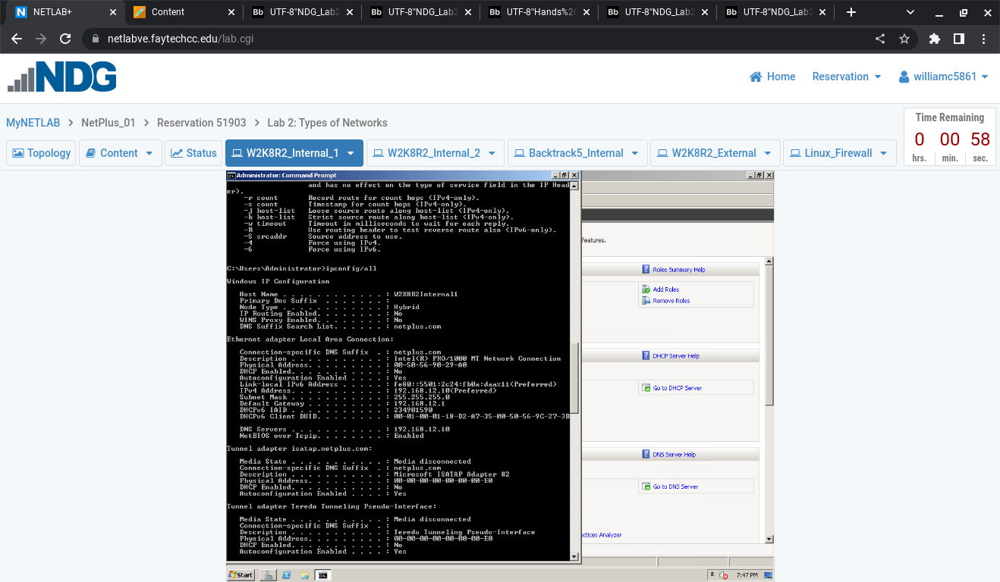 NETLAB+
Content
UTF-8"NDG_Lab2
UTF-8"NDG_Lab3
UTF-8"Hands%20
UTF-8"NDG_Lab2
UTF-8"NDG_Lab2
netlabve.faytechcc.edu/lab.cgi
NDG
Home
Reservation
williamc5861
MyNETLAB > NetPlus_01 > Reservation 51903 > Lab 2: Types of Networks
Time Remaining
0 00 58
hrs. min. sec.
Topology
Content
Status
W2K8R2_Internal_1
W2K8R2_Internal_2
Backtrack5_Internal
W2K8R2_External
Linux_Firewall
Administrator: Command Prompt
and has no effect on the type of service field in the IP Head
er).
-r count Record route for count hops (IPv4-only).
-s count Timestamp for count hops (IPv4-only).
-j host-list Loose source route along host-list (IPv4-only).
-k host-list Strict source route along host-list (IPv4-only).
-w timeout Timeout in milliseconds to wait for each reply.
-R Use routing header to test reverse route also (IPv6-only).
-S srcaddr Source address to use.
-4 Force using IPv4.
-6 Force using IPv6.
C:\Users\Administrator>ipconfig/all
Windows IP Configuration
Host Name . . . . . . . . . . . . : W2K8R2Internal1
Primary Dns Suffix . . . . . . . :
Node Type . . . . . . . . . . . . : Hybrid
IP Routing Enabled. . . . . . . . : No
WINS Proxy Enabled. . . . . . . . : No
DNS Suffix Search List. . . . . . : netplus.com
Ethernet adapter Local Area Connection:
Connection-specific DNS Suffix . : netplus.com
Description . . . . . . . . . . . : Intel(R) PRO/1000 MT Network Connection
Physical Address. . . . . . . . . : 00-50-56-90-29-A0
DHCP Enabled. . . . . . . . . . . : No
Autoconfiguration Enabled . . . . : Yes
Link-local IPv6 Address . . . . . : fe80::5501:2c24:fb0a:daa%11(Preferred)
IPv4 Address. . . . . . . . . . . : 192.168.12.10(Preferred)
Subnet Mask . . . . . . . . . . . : 255.255.255.0
Default Gateway . . . . . . . . . : 192.168.12.1
DHCPv6 IAID . . . . . . . . . . . : 234901590
DHCPv6 Client DUID. . . . . . . . : 00-01-00-01-18-D2-A7-35-00-50-56-9C-27-3B
DNS Servers . . . . . . . . . . . : 192.168.12.10
NetBIOS over Tcpip. . . . . . . . : Enabled
Tunnel adapter isatap.netplus.com:
Media State . . . . . . . . . . . : Media disconnected
Connection-specific DNS Suffix . : netplus.com
Description . . . . . . . . . . . : Microsoft ISATAP Adapter #2
Physical Address. . . . . . . . . : 00-00-00-00-00-00-00-E0
DHCP Enabled. . . . . . . . . . . : No
Autoconfiguration Enabled . . . . : Yes
Tunnel adapter Teredo Tunneling Pseudo-Interface:
Media State . . . . . . . . . . . : Media disconnected
Connection-specific DNS Suffix . :
Description . . . . . . . . . . . : Teredo Tunneling Pseudo-Interface
Physical Address. . . . . . . . . : 00-00-00-00-00-00-00-E0
DHCP Enabled. . . . . . . . . . . : No
Autoconfiguration Enabled . . . . : Yes
features.
Roles Summary Help
Add Roles
Remove Roles
DHCP Server Help
Go to DHCP Server
DNS Server Help
Go to DNS Server
actices Analyzer
Start
7:47 PM